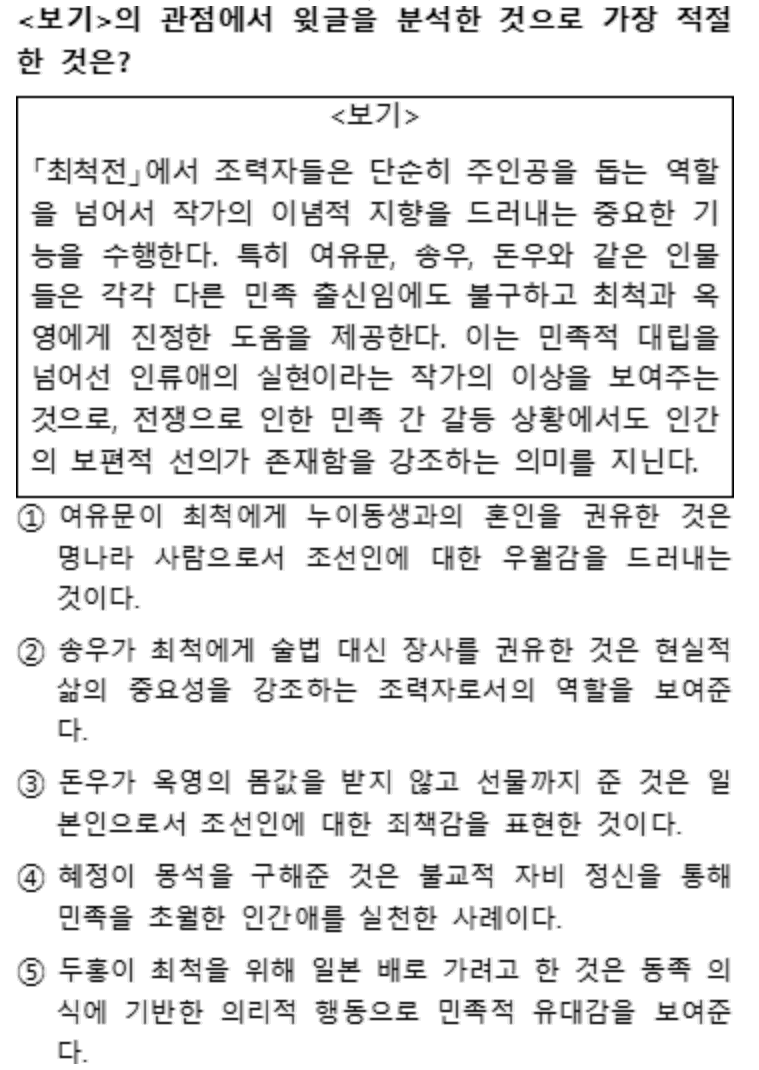 <보기>의 관점에서 윗글을 분석한 것으로 가장 적절
한 것은?
<보기>
「최척전」에서 조력자들은 단순히 주인공을 돕는 역할
을 넘어서 작가의 이념적 지향을 드러내는 중요한 기
능을 수행한다. 특히 여유문, 송우, 돈우와 같은 인물
들은 각각 다른 민족 출신임에도 불구하고 최척과 옥
영에게 진정한 도움을 제공한다. 이는 민족적 대립을
넘어선 인류애의 실현이라는 작가의 이상을 보여주는
것으로, 전쟁으로 인한 민족 간 갈등 상황에서도 인간
의 보편적 선의가 존재함을 강조하는 의미를 지닌다.
① 여유문이 최척에게 누이동생과의 혼인을 권유한 것은
명나라 사람으로서 조선인에 대한 우월감을 드러내는
것이다.
② 송우가 최척에게 술법 대신 장사를 권유한 것은 현실적
삶의 중요성을 강조하는 조력자로서의 역할을 보여준
다.
③ 돈우가 옥영의 몸값을 받지 않고 선물까지 준 것은 일
본인으로서 조선인에 대한 죄책감을 표현한 것이다.
④ 혜정이 몽석을 구해준 것은 불교적 자비 정신을 통해
민족을 초월한 인간애를 실천한 사례이다.
⑤ 두홍이 최척을 위해 일본 배로 가려고 한 것은 동족 의
식에 기반한 의리적 행동으로 민족적 유대감을 보여준
다.